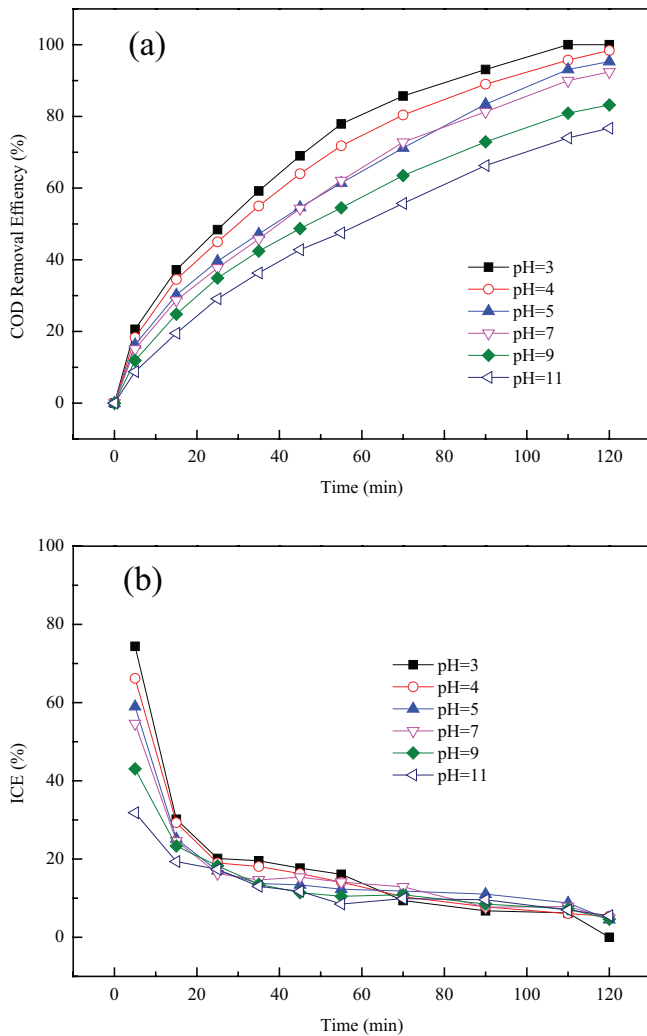 (a)
100
80
60
40
20
0
COD Removal Effiency (%)
pH=3
pH=4
pH=5
pH=7
pH=9
pH=11
0 20 40 60 80 100 120
Time (min)
(b)
100
80
60
40
20
0
ICE (%)
pH=3
pH=4
pH=5
pH=7
pH=9
pH=11
0 20 40 60 80 100 120
Time (min)